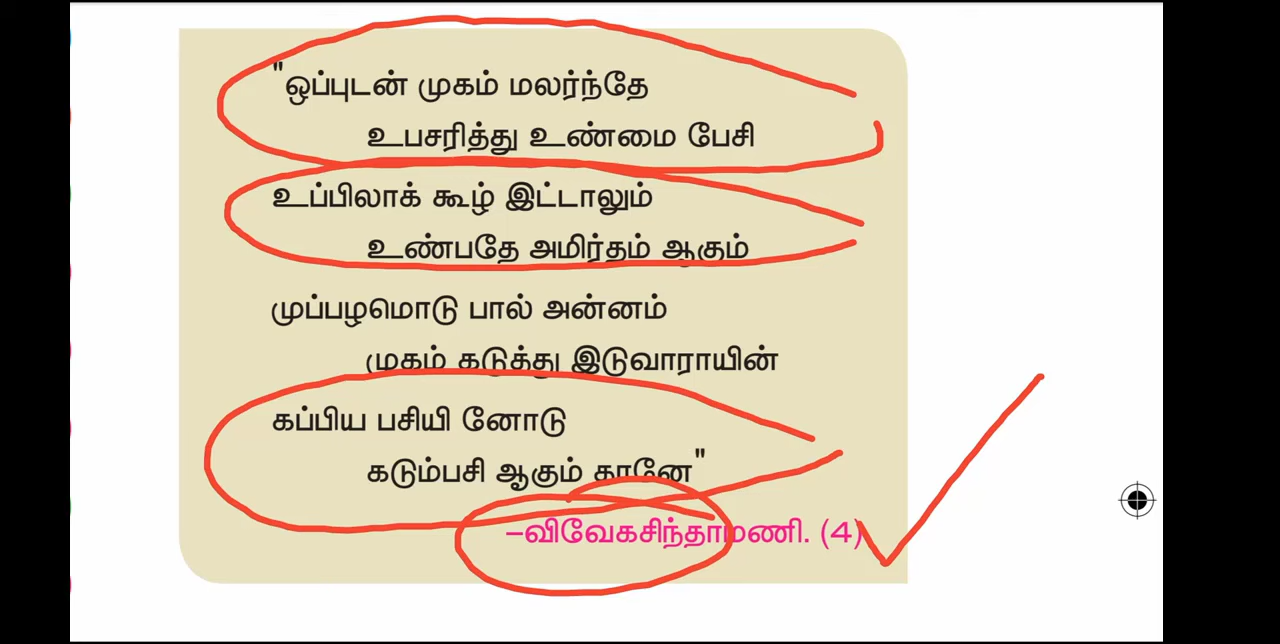 "ஒப்புடன் முகம் மலர்ந்தே
உபசரித்து உண்மை பேசி
உப்பிலாக் கூழ் இட்டாலும்
உண்பதே அமிர்தம் ஆகும்
முப்பழமொடு பால் அன்னம்
முகம் கடுத்து இடுவாராயின்
கப்பிய பசியி னோடு
கடும்பசி ஆகும் தானே"
–விவேகசிந்தாமணி. (4)